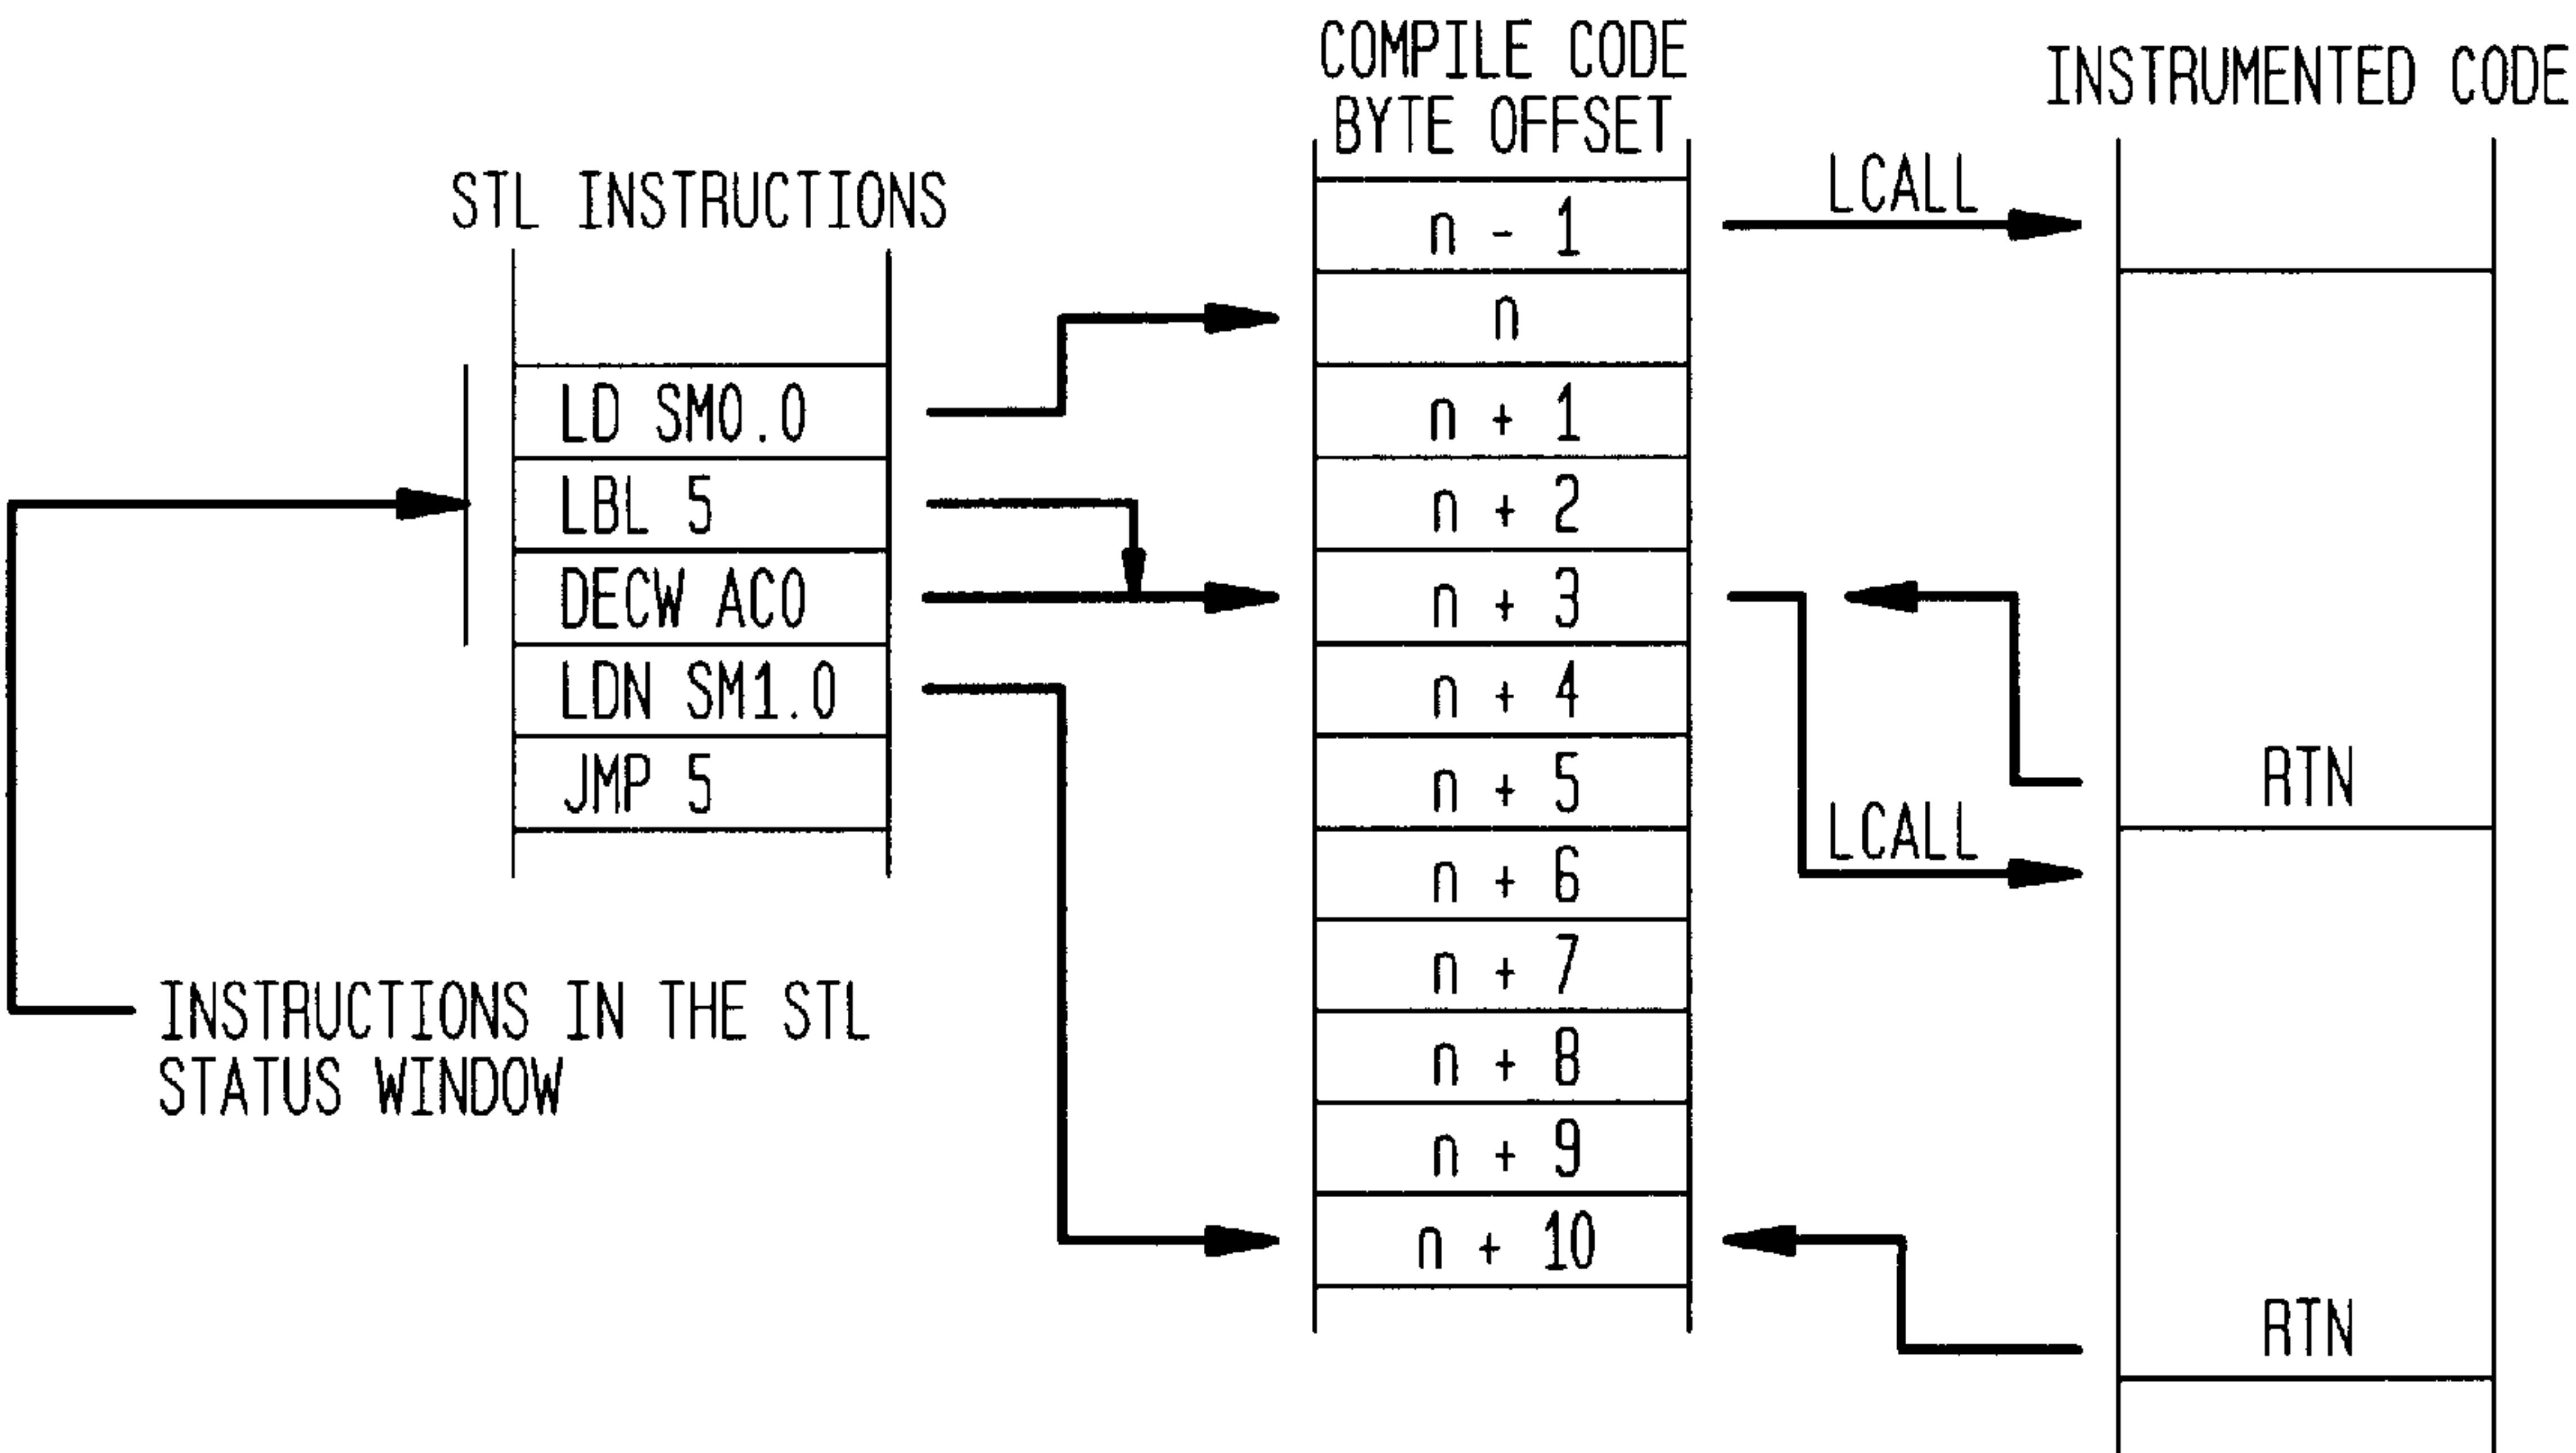 COMPILE CODE
BYTE OFFSET
INSTRUMENTED CODE
STL INSTRUCTIONS
LD SM0.0
LBL 5
DECW AC0
LDN SM1.0
JMP 5
INSTRUCTIONS IN THE STL
STATUS WINDOW
n - 1
n
n + 1
n + 2
n + 3
n + 4
n + 5
n + 6
n + 7
n + 8
n + 9
n + 10
LCALL
LCALL
RTN
RTN